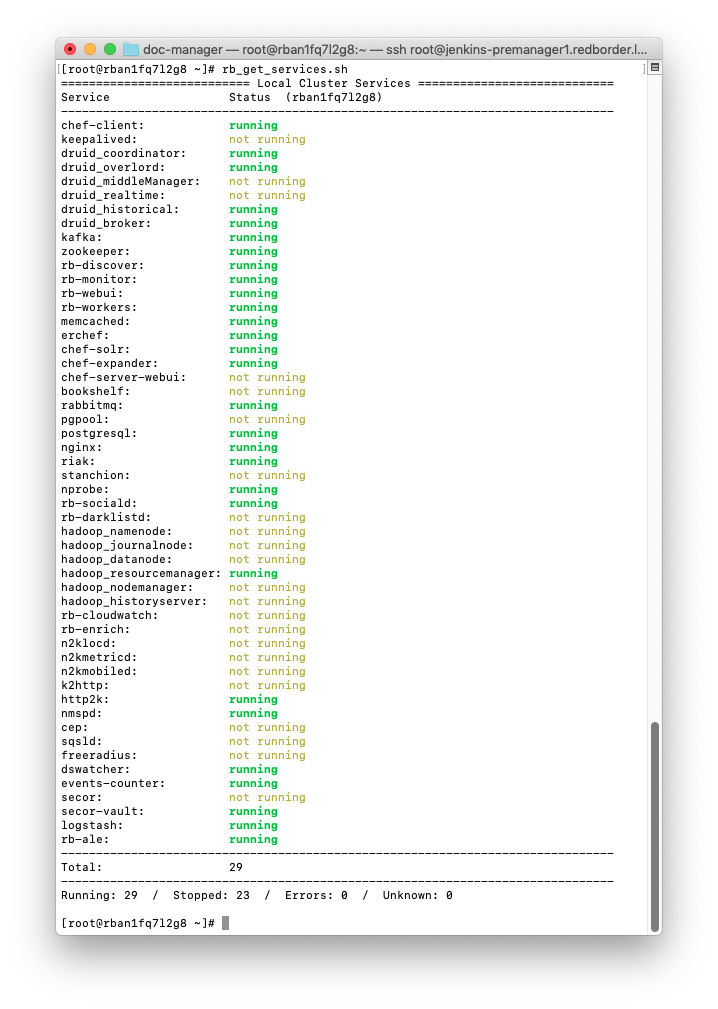 doc-manager — root@rban1fq7l2g8:~ — ssh root@jenkins-premanager1.redborder.l...
[[root@rban1fq7l2g8 ~]# rb_get_services.sh ]
=========================== Local Cluster Services ============================
Service Status (rban1fq7l2g8)
-------------------------------------------------------------------------------
chef-client: running
keepalived: not running
druid_coordinator: running
druid_overlord: running
druid_middleManager: not running
druid_realtime: not running
druid_historical: running
druid_broker: running
kafka: running
zookeeper: running
rb-discover: running
rb-monitor: running
rb-webui: running
rb-workers: running
memcached: running
erchef: running
chef-solr: running
chef-expander: running
chef-server-webui: not running
bookshelf: not running
rabbitmq: running
pgpool: not running
postgresql: running
nginx: running
riak: running
stanchion: not running
nprobe: running
rb-sociald: running
rb-darklistd: not running
hadoop_namenode: not running
hadoop_journalnode: not running
hadoop_datanode: not running
hadoop_resourcemanager: running
hadoop_nodemanager: not running
hadoop_historyserver: not running
rb-cloudwatch: not running
rb-enrich: not running
n2klocd: not running
n2kmetricd: not running
n2kmobiled: not running
k2http: not running
http2k: running
nmspd: running
cep: not running
sqsld: not running
freeradius: not running
dswatcher: running
events-counter: running
secor: not running
secor-vault: running
logstash: running
rb-ale: running
-------------------------------------------------------------------------------
Total: 29
-------------------------------------------------------------------------------
Running: 29 / Stopped: 23 / Errors: 0 / Unknown: 0
[root@rban1fq7l2g8 ~]#